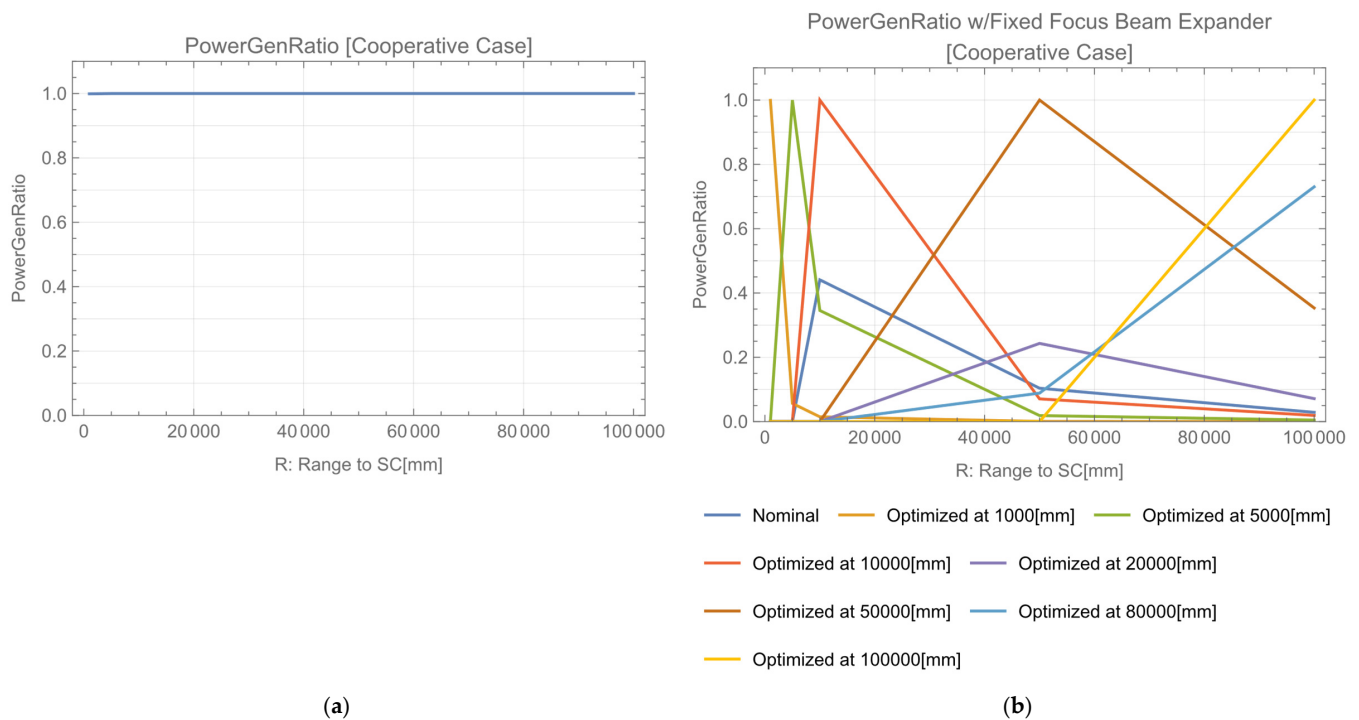 PowerGenRatio [Cooperative Case]
PowerGenRatio
1.0
0.8
0.6
0.4
0.2
0.0
0 20 000 40 000 60 000 80 000 100 000
R: Range to SC[mm]
(a)
PowerGenRatio w/Fixed Focus Beam Expander
[Cooperative Case]
PowerGenRatio
1.0
0.8
0.6
0.4
0.2
0.0
0 20 000 40 000 60 000 80 000 100 000
R: Range to SC[mm]
Nominal Optimized at 1000[mm] Optimized at 5000[mm]
Optimized at 10000[mm] Optimized at 20000[mm]
Optimized at 50000[mm] Optimized at 80000[mm]
Optimized at 100000[mm]
(b)